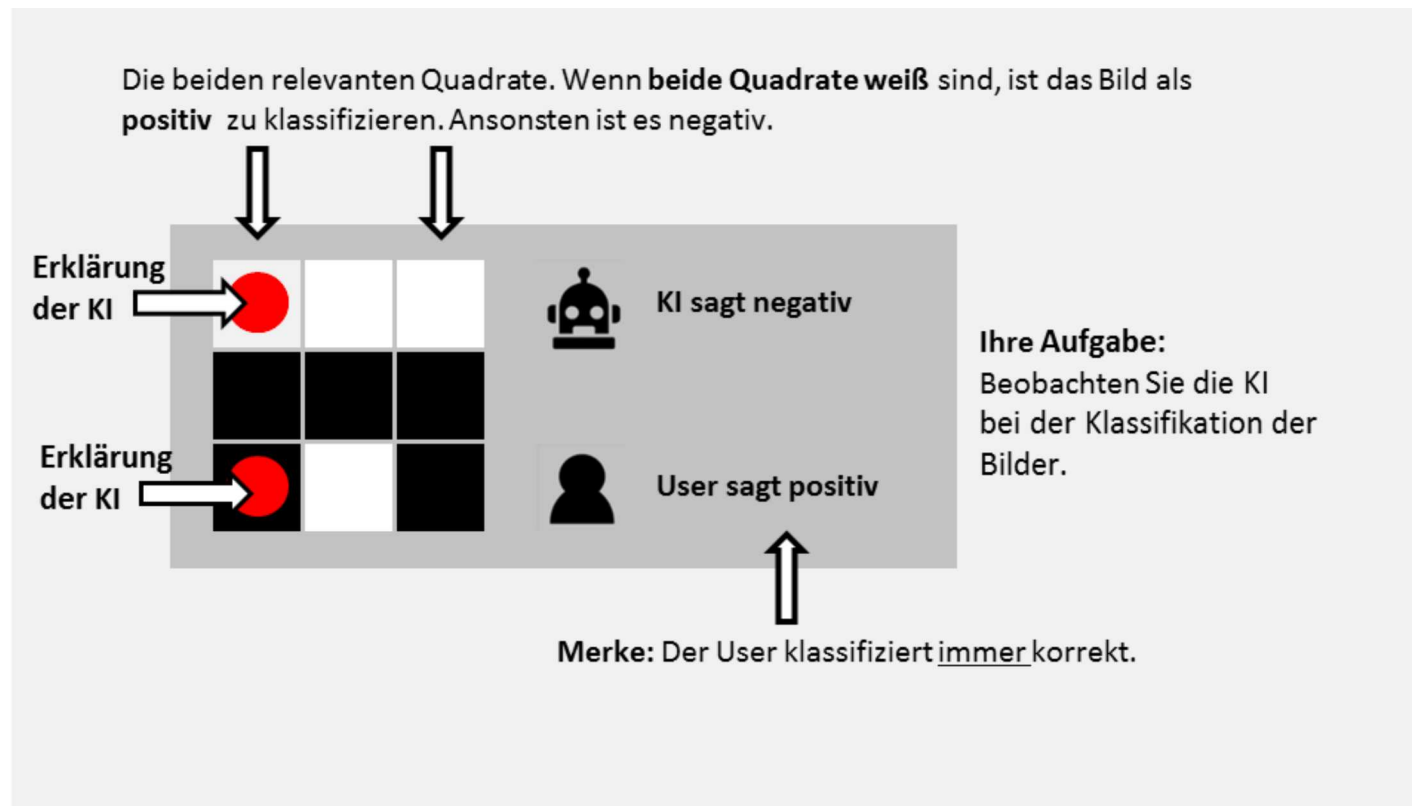 Die beiden relevanten Quadrate. Wenn beide Quadrate weiß sind, ist das Bild als
positiv zu klassifizieren. Ansonsten ist es negativ.
Erklärung
der KI
KI sagt negativ
Erklärung
der KI
User sagt positiv
Ihre Aufgabe:
Beobachten Sie die KI
bei der Klassifikation der
Bilder.
Merke: Der User klassifiziert immer korrekt.